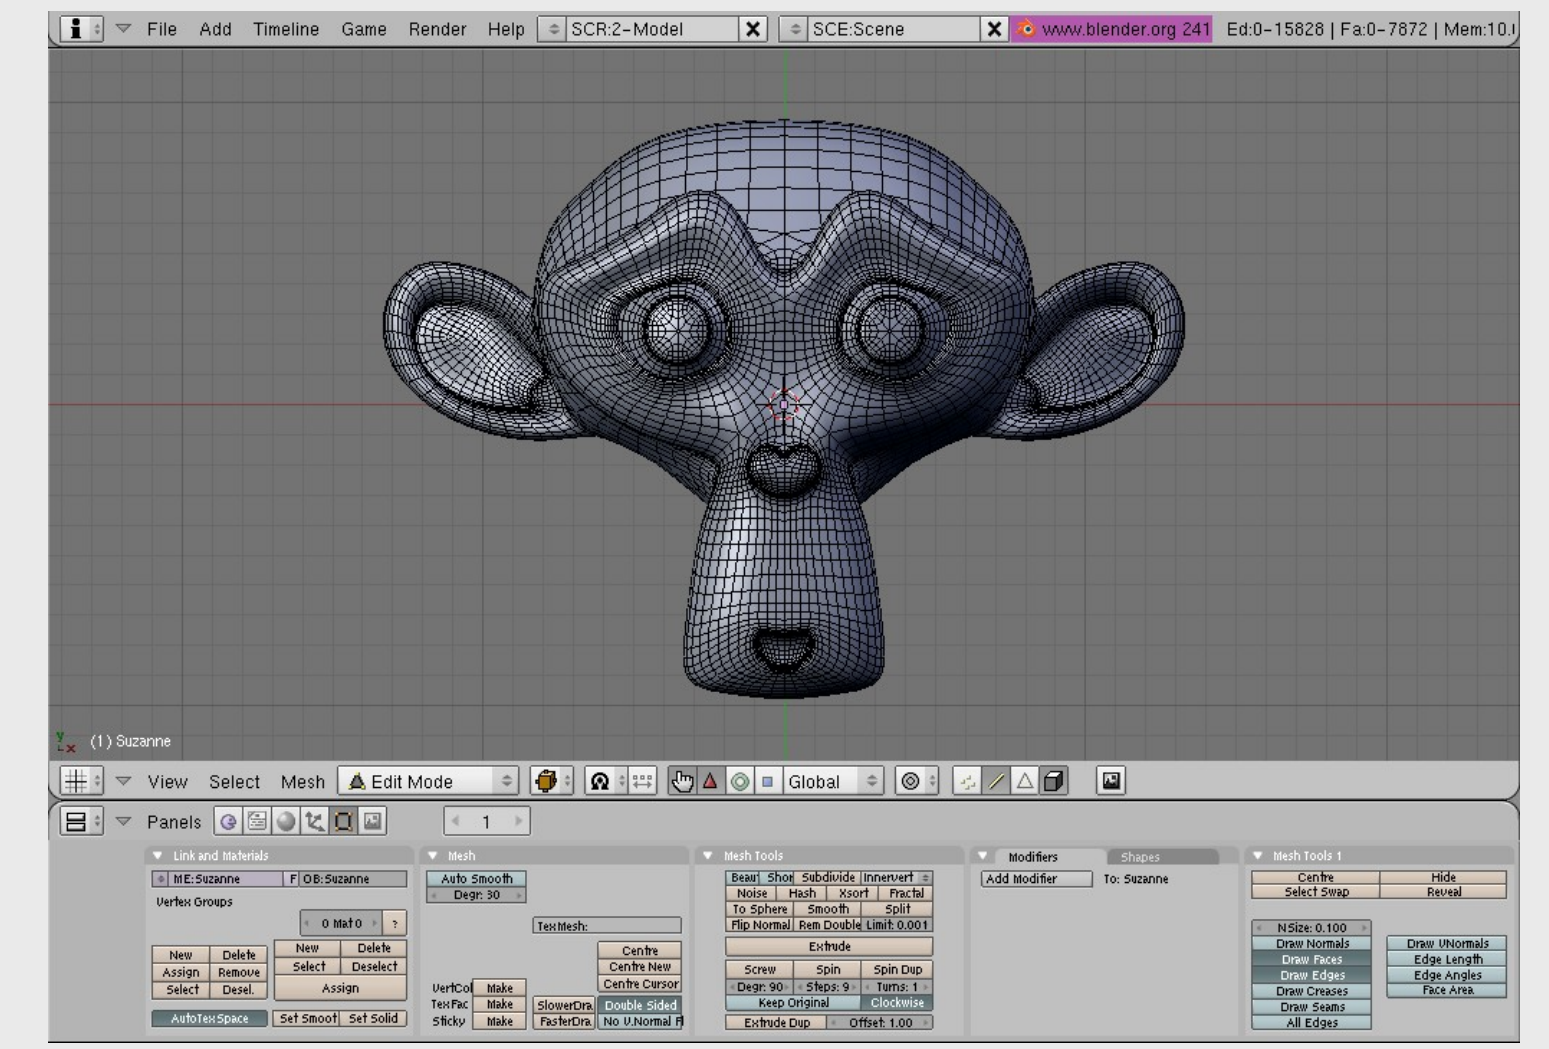 File Add Timeline Game Render Help SCR:2-Model SCE:Scene www.blender.org 241 Ed:0-15828 | Fa:0-7872 | Mem:10.
y
x (1) Suzanne
View Select Mesh Edit Mode Global
Panels 1
Link and Materials
ME:Suzanne F OB:Suzanne
Vertex Groups
0 Mat 0 ?
New Delete New Delete
Assign Remove Select Deselect
Select Desel. Assign
AutoTexSpace Set Smoot Set Solid
Mesh
Auto Smooth
Degr: 30
TexMesh:
Centre
Centre New
Centre Cursor
VertCol Make
TexFac Make SlowerDra Double Sided
Sticky Make FasterDra No V.Normal Fl
Mesh Tools
Beaut Shor Subdivide Innervert
Noise Hash Xsort Fractal
To Sphere Smooth Split
Flip Normal Rem Double Limit: 0.001
Extrude
Screw Spin Spin Dup
Degr: 90 Steps: 9 Turns: 1
Keep Original Clockwise
Extrude Dup Offset: 1.00
Modifiers Shapes
Add Modifier To: Suzanne
Mesh Tools 1
Centre Hide
Select Swap Reveal
NSize: 0.100
Draw Normals Draw VNormals
Draw Faces Edge Length
Draw Edges Edge Angles
Draw Creases Face Area
Draw Seams
All Edges